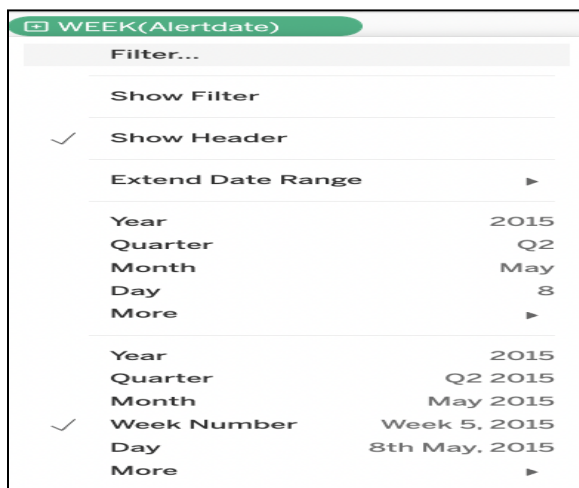 WEEK(Alertdate)
Filter...
Show Filter
Show Header
Extend Date Range
Year 2015
Quarter Q2
Month May
Day 8
More
Year 2015
Quarter Q2 2015
Month May 2015
Week Number Week 5, 2015
Day 8th May, 2015
More